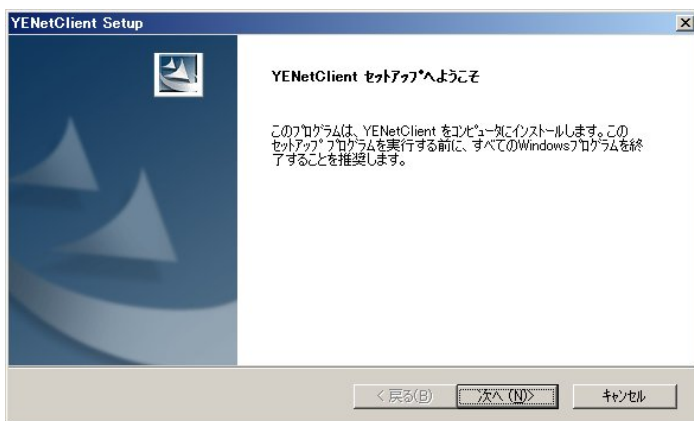 YENetClient Setup
YENetClient ｾｯﾄｱｯﾌﾟへようこそ
このﾌﾟﾛｸﾞﾗﾑは、YENetClient をｺﾝﾋﾟｭｰﾀにインストールします。この
ｾｯﾄｱｯﾌﾟ ﾌﾟﾛｸﾞﾗﾑを実行する前に、すべてのWindowsﾌﾟﾛｸﾞﾗﾑを終
了することを推奨します。
< 戻る(B)
次へ (N)>
ｷｬﾝｾﾙ